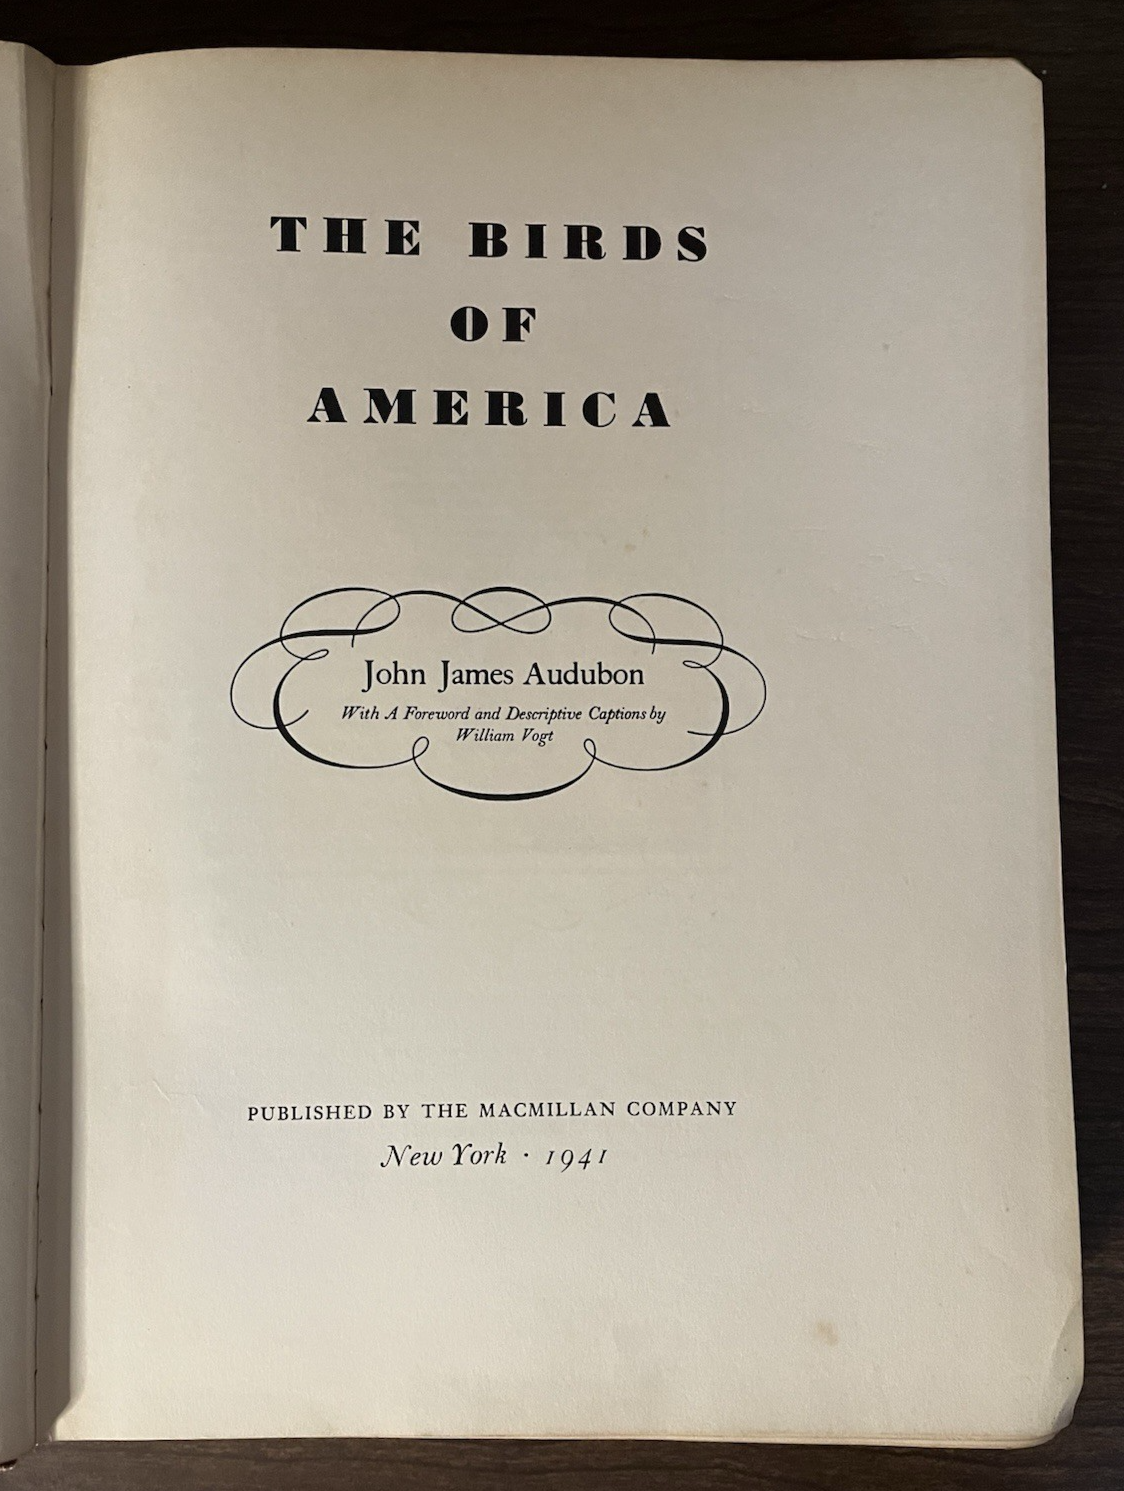 THE BIRDS
OF
AMERICA
John James Audubon
With A Foreword and Descriptive Captions by
William Vogt
PUBLISHED BY THE MACMILLAN COMPANY
New York · 1941